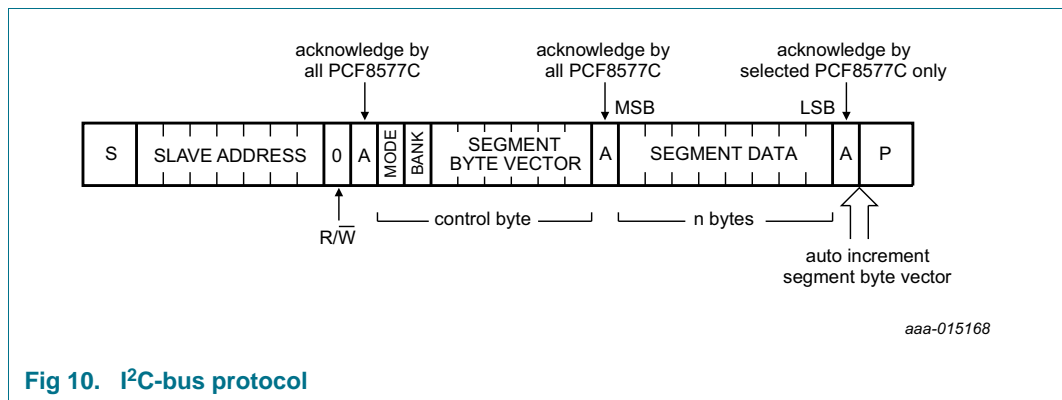 acknowledge by
all PCF8577C
acknowledge by
all PCF8577C
acknowledge by
selected PCF8577C only
MSB
LSB
S
SLAVE ADDRESS
0
A
MODE
BANK
SEGMENT
BYTE VECTOR
A
SEGMENT DATA
A
P
R/W̅
control byte
n bytes
auto increment
segment byte vector
aaa-015168
Fig 10. I²C-bus protocol